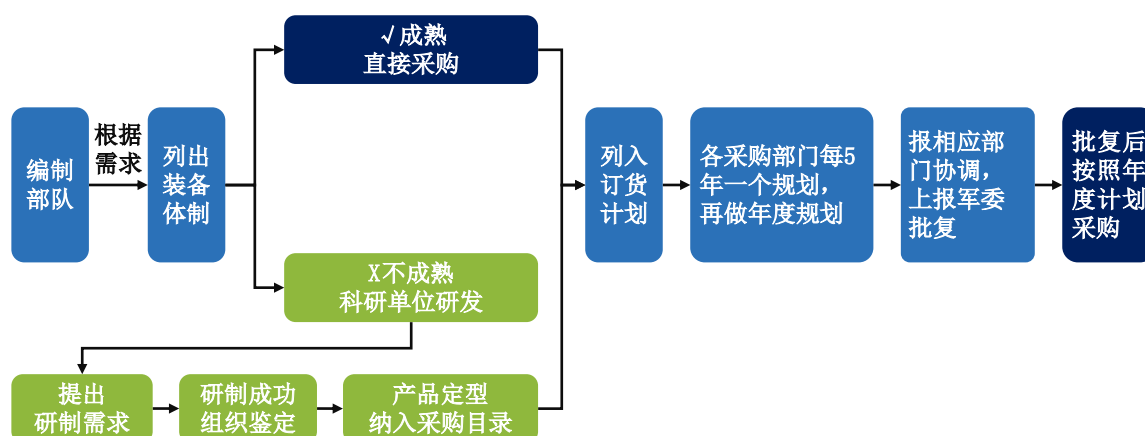 √成熟
直接采购
编制
部队
根据
需求
列出
装备
体制
列入
订货
计划
各采购部门每5
年一个规划，
再做年度规划
报相应部
门协调，
上报军委
批复
批复后
按照年
度计划
采购
X不成熟
科研单位研发
提出
研制需求
研制成功
组织鉴定
产品定型
纳入采购目录